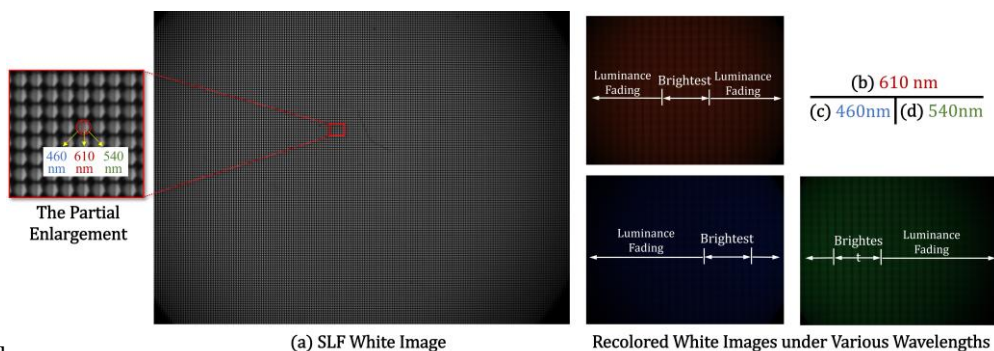 460 610 540
nm nm nm
The Partial
Enlargement
(a) SLF White Image
Luminance Brightest Luminance
Fading Fading
(b) 610 nm
(c) 460nm (d) 540nm
Luminance Brightest
Fading
Brightes Luminance
t Fading
Recolored White Images under Various Wavelengths